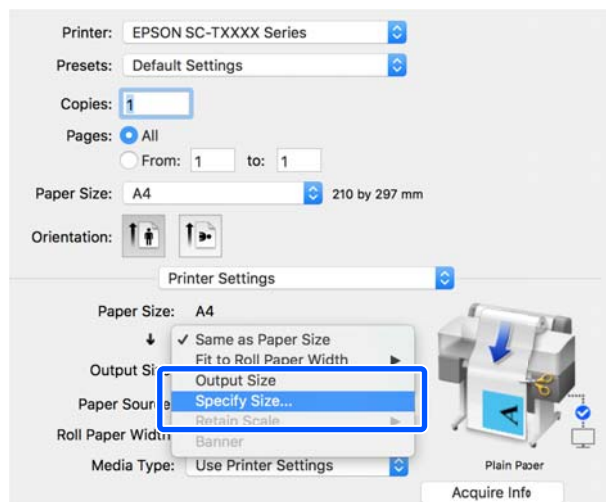 Printer: EPSON SC-TXXXX Series
Presets: Default Settings
Copies: 1
Pages: All
From: 1 to: 1
Paper Size: A4 210 by 297 mm
Orientation:
Printer Settings
Paper Size: A4
Same as Paper Size
Fit to Roll Paper Width
Output Siz Output Size
Paper Source Specify Size...
Retain Scale
Roll Paper Width Banner
Media Type: Use Printer Settings
Plain Paper
Acquire Info